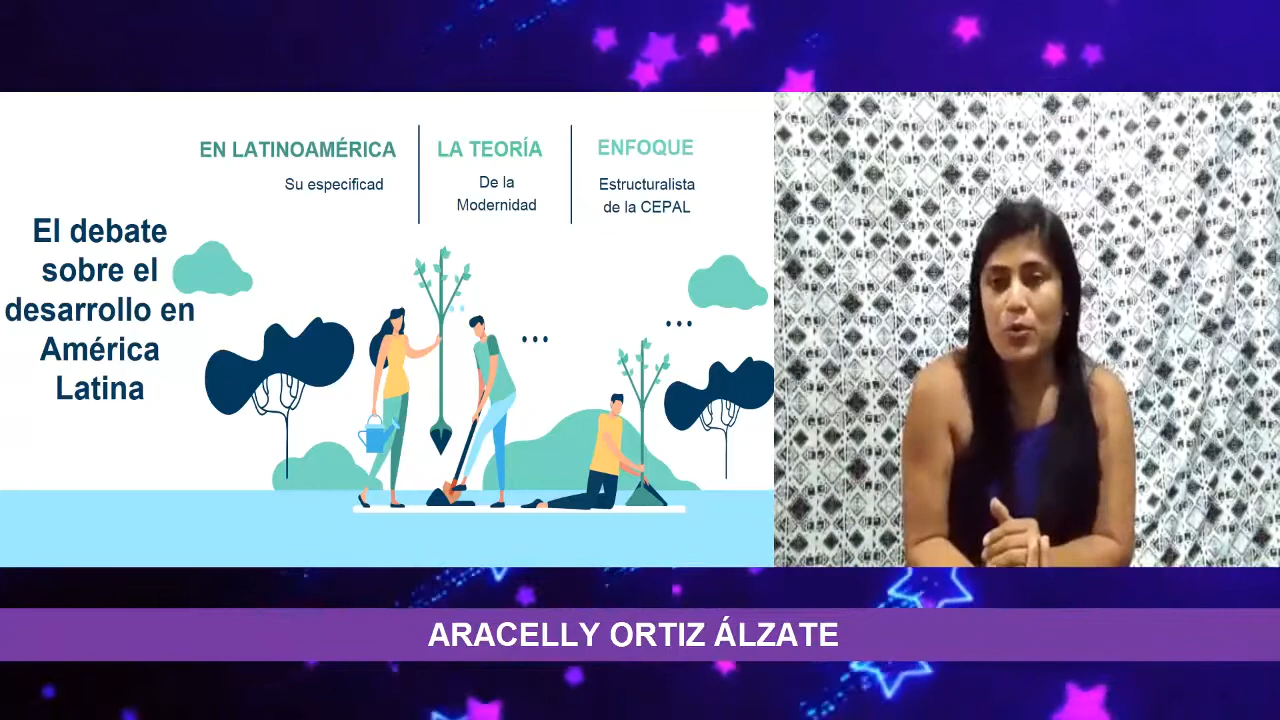 EN LATINOAMÉRICA
Su especificad
LA TEORÍA
De la
Modernidad
ENFOQUE
Estructuralista
de la CEPAL
El debate
sobre el
desarrollo en
América
Latina
ARACELLY ORTIZ ÁLZATE